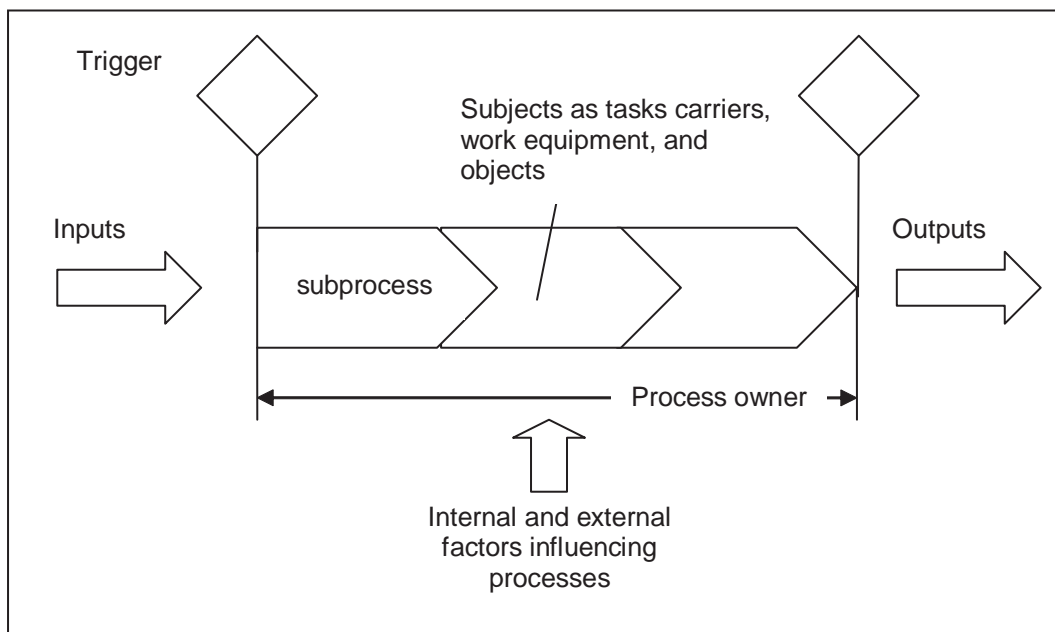 Trigger
Subjects as tasks carriers,
work equipment, and
objects
Inputs
Outputs
subprocess
Process owner
Internal and external
factors influencing
processes